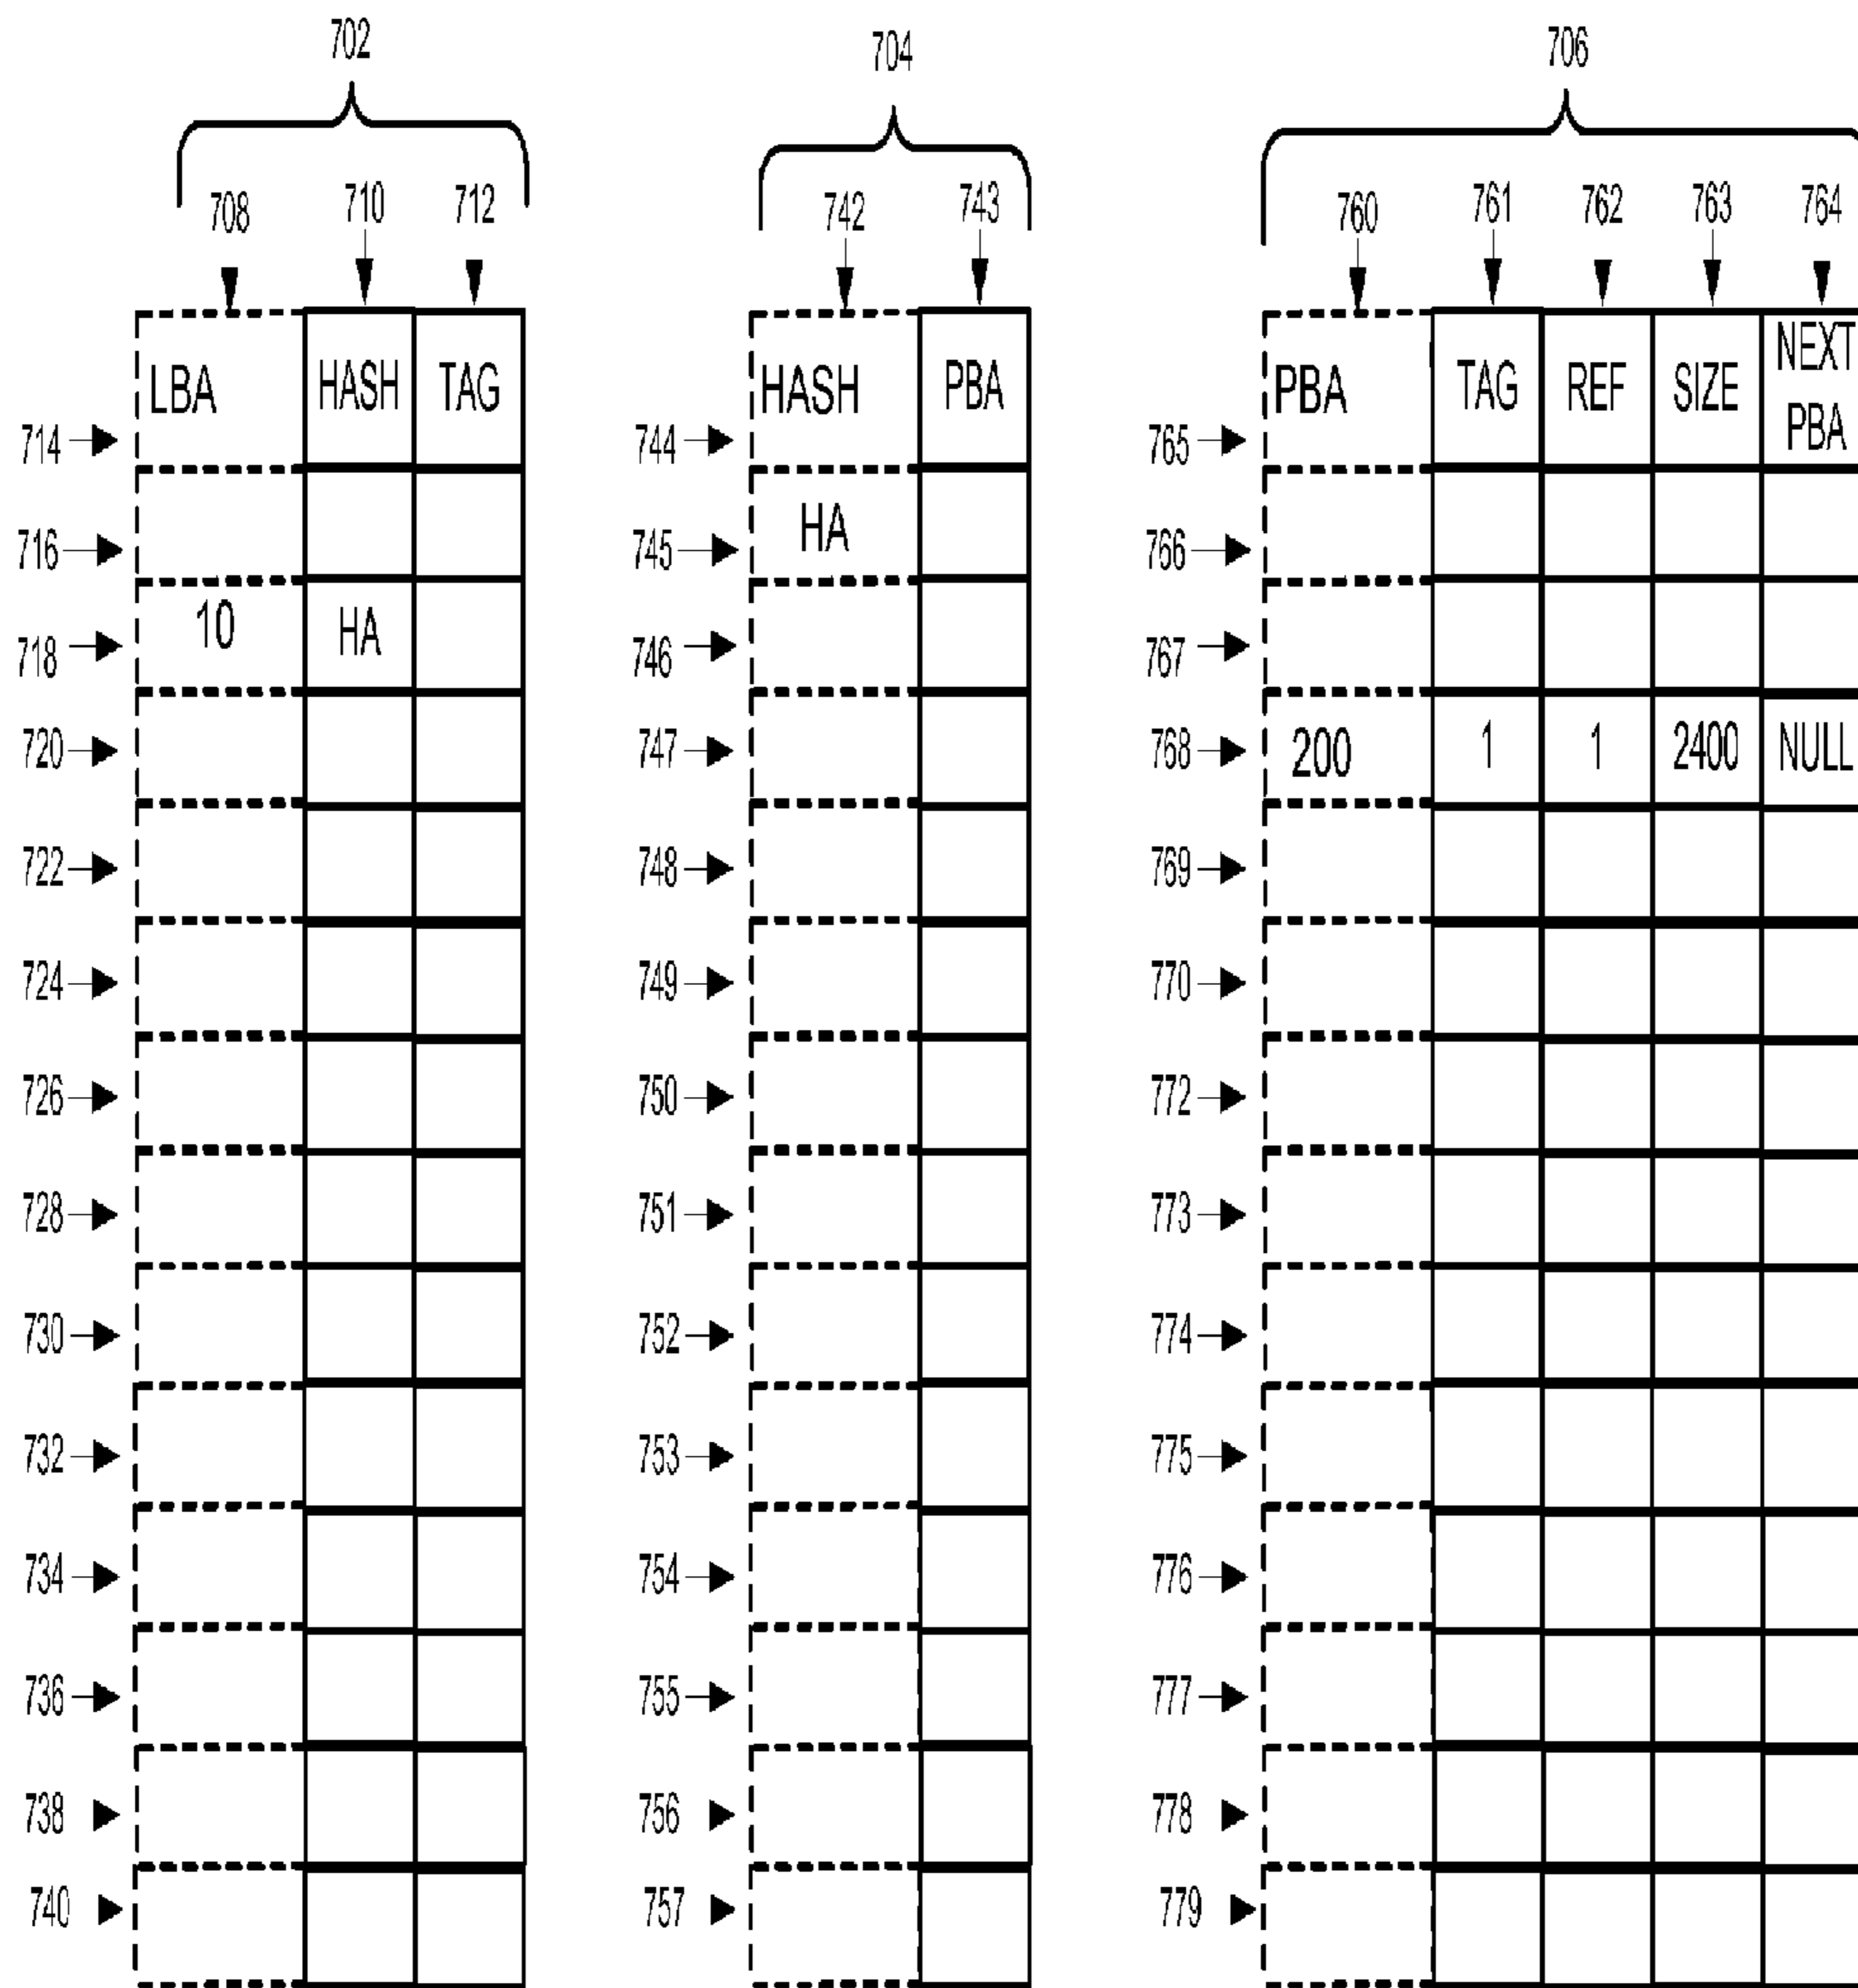 702 704 706
708 710 712 742 743 760 761 762 763 764
LBA HASH TAG HASH PBA PBA TAG REF SIZE NEXT PBA
714 744 765
716 745 HA 766
718 10 HA 746 767
720 747 768 200 1 1 2400 NULL
722 748 769
724 749 770
726 750 772
728 751 773
730 752 774
732 753 775
734 754 776
736 755 777
738 756 778
740 757 779